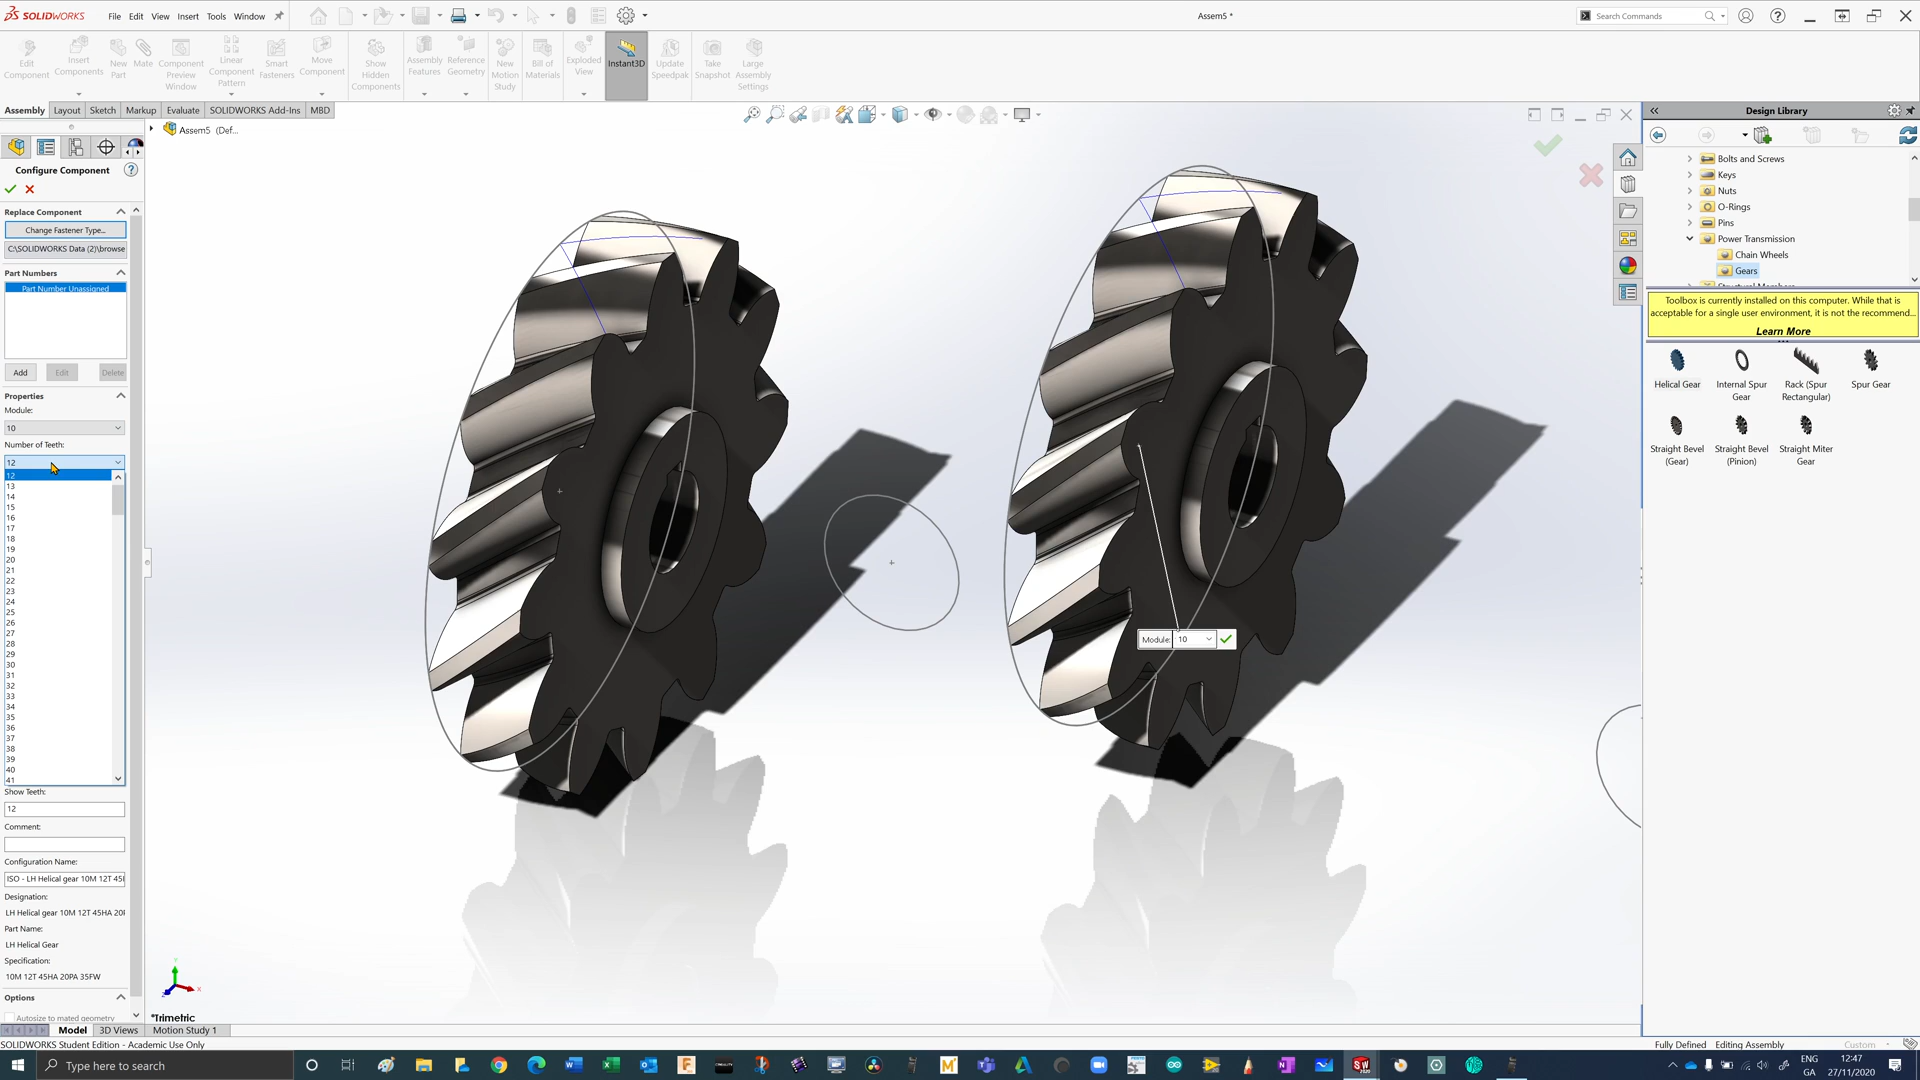 SOLIDWORKS
File Edit View Insert Tools Window
Assem5 *
Search Commands
Edit Component
Insert Components
New Part
Mate
Component Preview Window
Linear Component Pattern
Smart Fasteners
Move Component
Show Hidden Components
Assembly Features
Reference Geometry
New Motion Study
Bill of Materials
Exploded View
Instant3D
Update Speedpak
Take Snapshot
Large Assembly Settings
Assembly Layout Sketch Markup Evaluate SOLIDWORKS Add-Ins MBD
Assem5 (Def...
Configure Component
Replace Component
Change Fastener Type...
C:\SOLIDWORKS Data (2)\browse
Part Numbers
Part Number Unassigned
Add Edit Delete
Properties
Module:
10
Number of Teeth:
12
12
13
14
15
16
17
18
19
20
21
22
23
24
25
26
27
28
29
30
31
32
33
34
35
36
37
38
39
40
41
Show Teeth:
12
Comment:
Configuration Name:
ISO - LH Helical gear 10M 12T 45
Designation:
LH Helical gear 10M 12T 45HA 20
Part Name:
LH Helical Gear
Specification:
10M 12T 45HA 20PA 35FW
Options
Autosize to mated geometry
Module: 10
*Trimetric
Model 3D Views Motion Study 1
SOLIDWORKS Student Edition - Academic Use Only
Fully Defined Editing Assembly Custom
Design Library
Bolts and Screws
Keys
Nuts
O-Rings
Pins
Power Transmission
Chain Wheels
Gears
Toolbox is currently installed on this computer. While that is
acceptable for a single user environment, it is not the recommend...
Learn More
Helical Gear
Internal Spur Gear
Rack (Spur Rectangular)
Spur Gear
Straight Bevel (Gear)
Straight Bevel (Pinion)
Straight Miter Gear
Type here to search
ENG
GA
12:47
27/11/2020